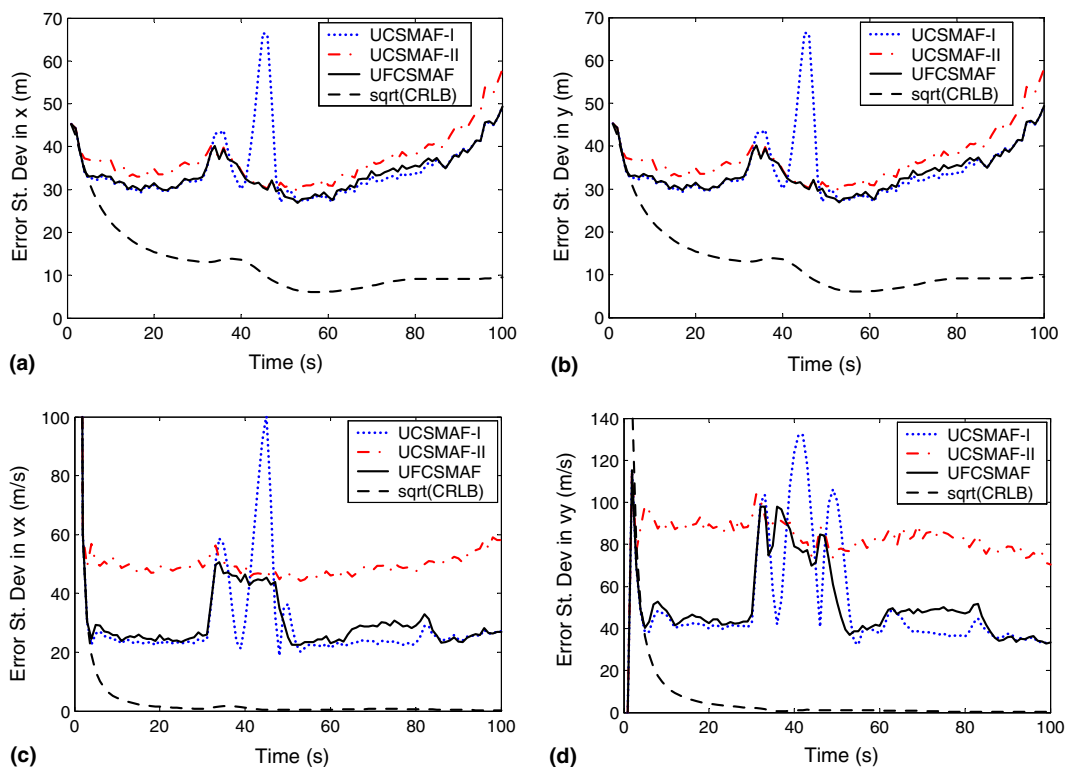 Error St. Dev in x (m)
70
60
50
40
30
20
10
0
UCSMAF-I
UCSMAF-II
UFCSMAF
sqrt(CRLB)
0 20 40 60 80 100
Time (s)
(a)
Error St. Dev in y (m)
70
60
50
40
30
20
10
0
UCSMAF-I
UCSMAF-II
UFCSMAF
sqrt(CRLB)
0 20 40 60 80 100
Time (s)
(b)
Error St. Dev in vx (m/s)
100
80
60
40
20
0
UCSMAF-I
UCSMAF-II
UFCSMAF
sqrt(CRLB)
0 20 40 60 80 100
Time (s)
(c)
Error St. Dev in vy (m/s)
140
120
100
80
60
40
20
0
UCSMAF-I
UCSMAF-II
UFCSMAF
sqrt(CRLB)
0 20 40 60 80 100
Time (s)
(d)